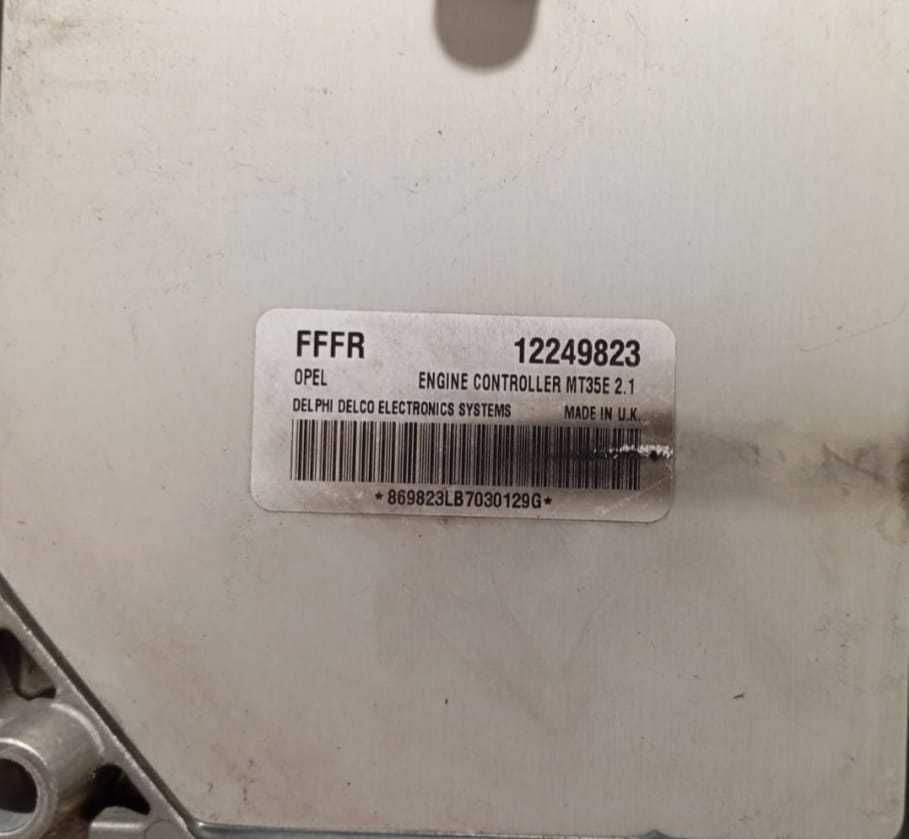 FFFR 12249823
OPEL ENGINE CONTROLLER MT35E 2.1
DELPHI DELCO ELECTRONICS SYSTEMS MADE IN U.K.
*869823LB7030129G*